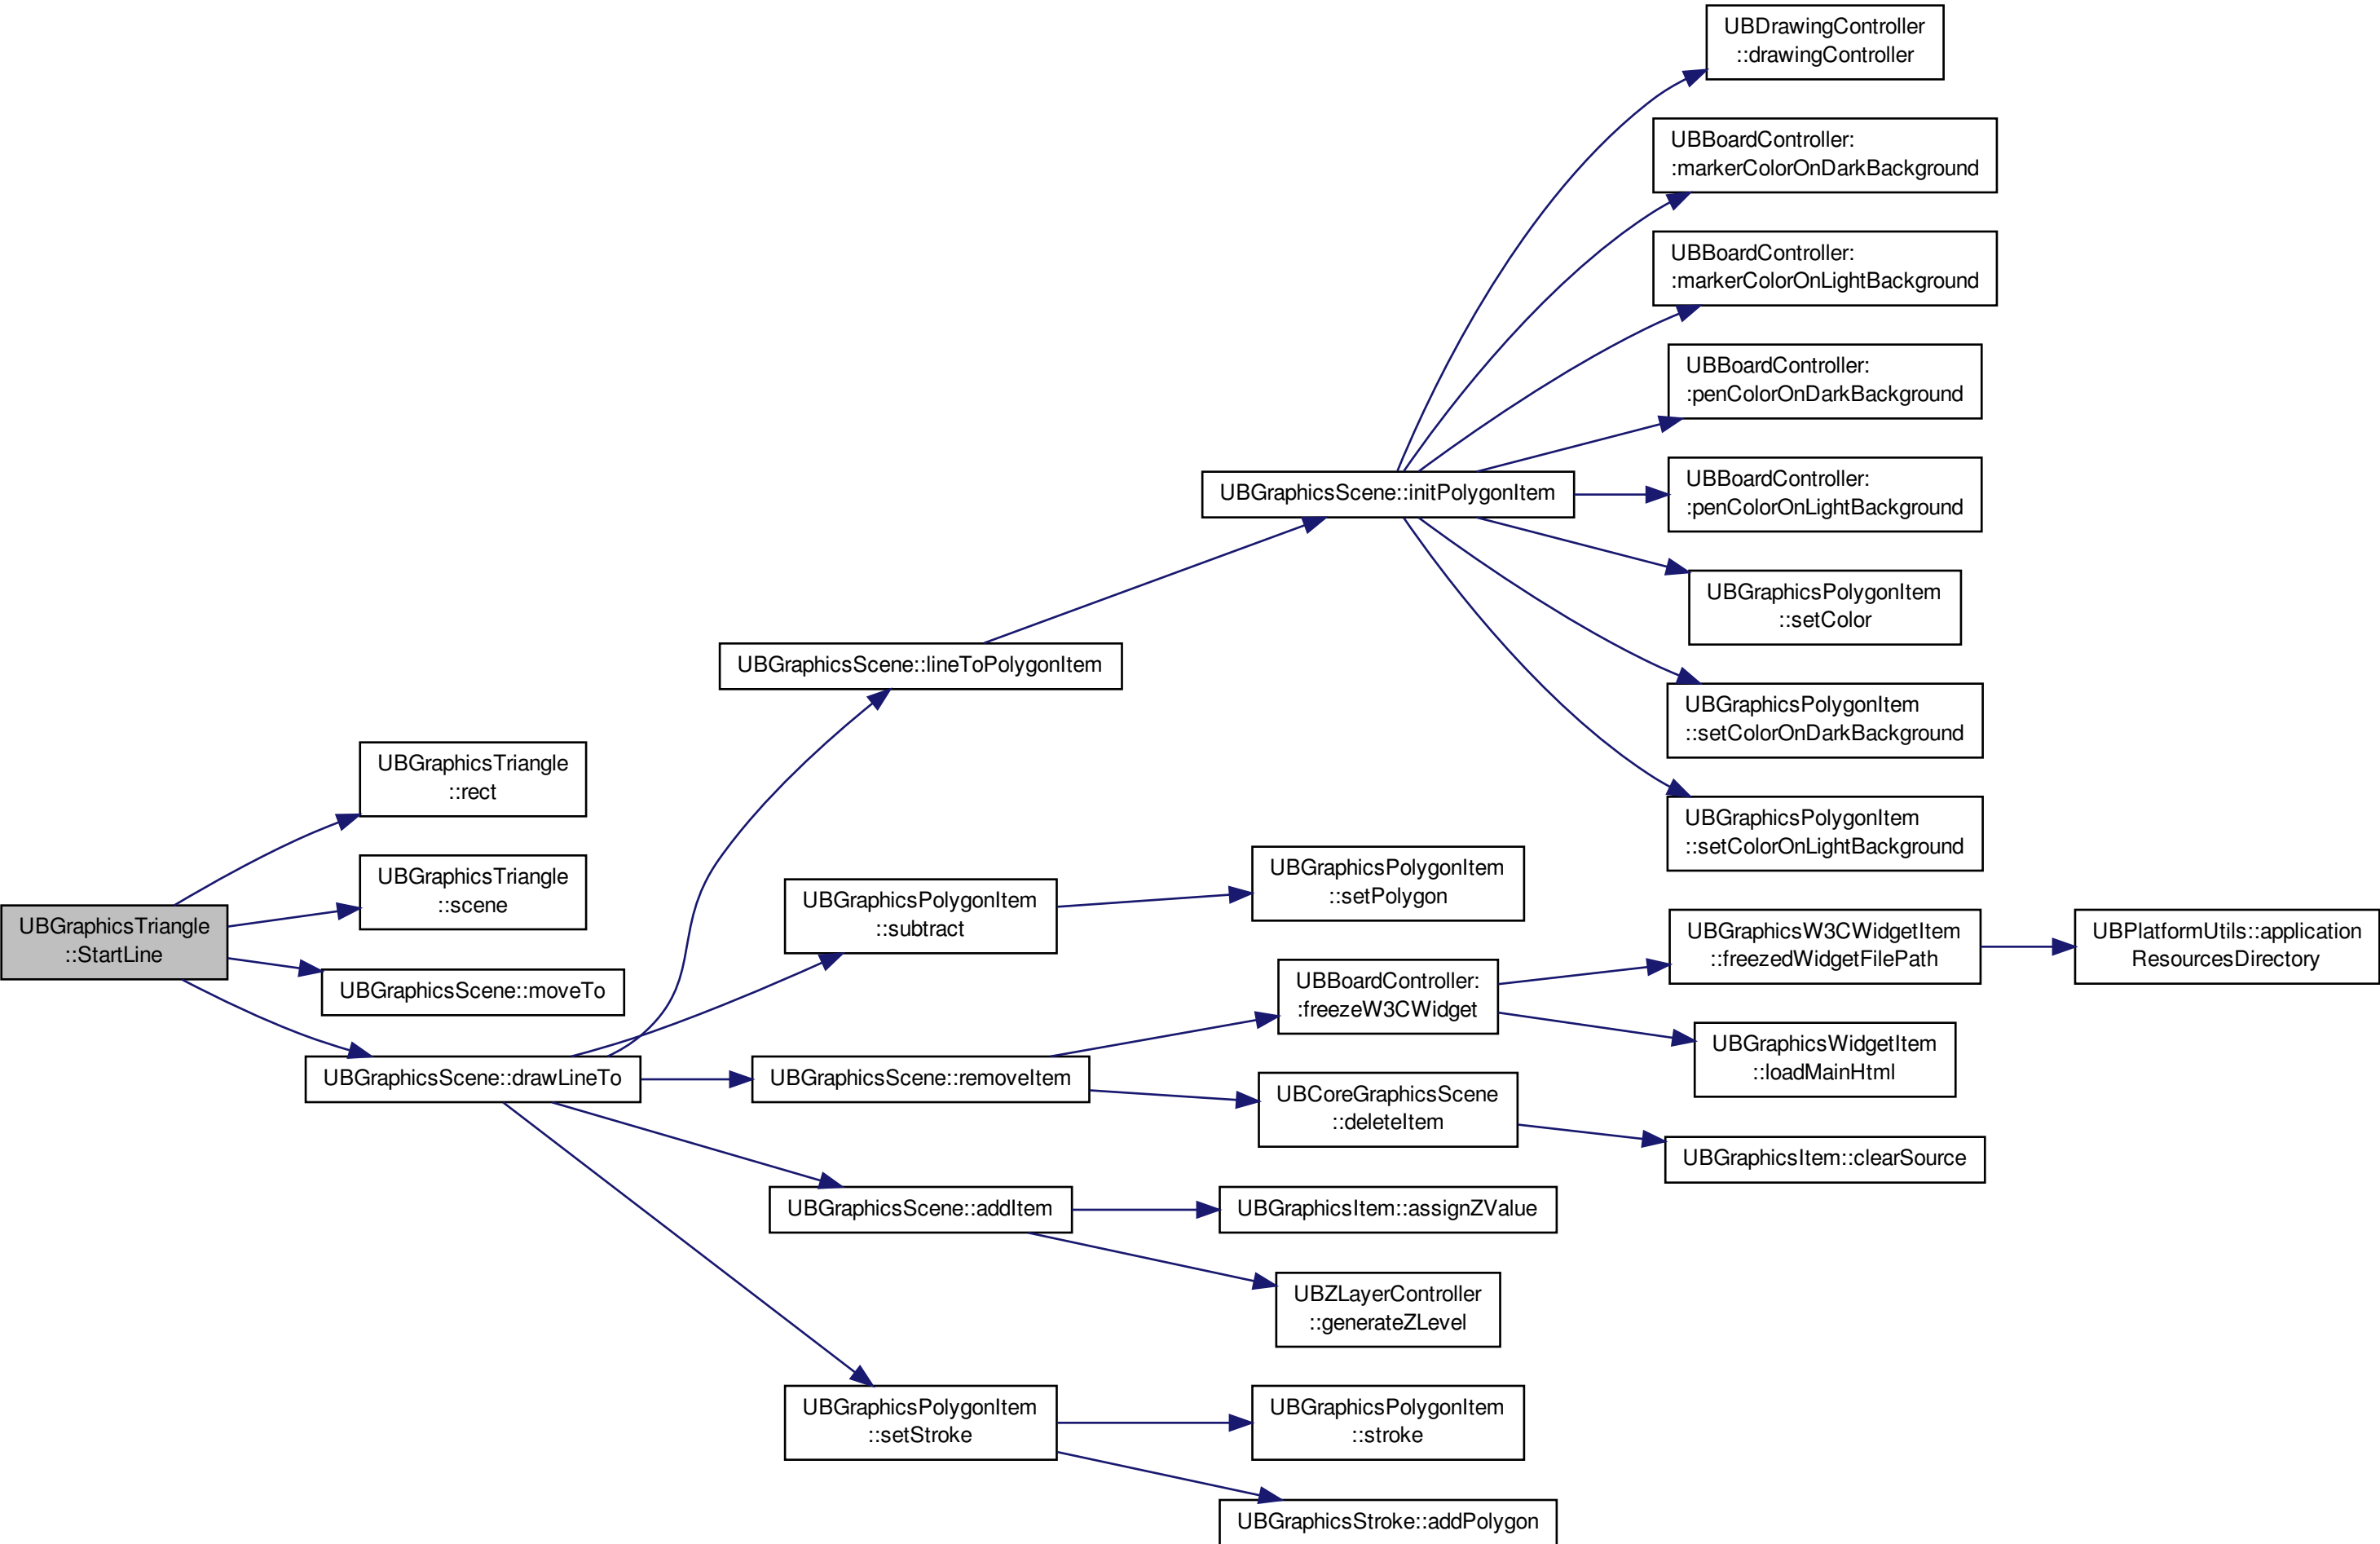 UBGraphicsTriangle
::StartLine
UBGraphicsTriangle
::rect
UBGraphicsTriangle
::scene
UBGraphicsScene::moveTo
UBGraphicsScene::drawLineTo
UBGraphicsScene::lineToPolygonItem
UBGraphicsPolygonItem
::subtract
UBGraphicsScene::removeItem
UBGraphicsScene::addItem
UBGraphicsPolygonItem
::setStroke
UBGraphicsScene::initPolygonItem
UBGraphicsPolygonItem
::setPolygon
UBBoardController:
:freezeW3CWidget
UBCoreGraphicsScene
::deleteItem
UBGraphicsItem::assignZValue
UBZLayerController
::generateZLevel
UBGraphicsPolygonItem
::stroke
UBGraphicsStroke::addPolygon
UBDrawingController
::drawingController
UBBoardController:
:markerColorOnDarkBackground
UBBoardController:
:markerColorOnLightBackground
UBBoardController:
:penColorOnDarkBackground
UBBoardController:
:penColorOnLightBackground
UBGraphicsPolygonItem
::setColor
UBGraphicsPolygonItem
::setColorOnDarkBackground
UBGraphicsPolygonItem
::setColorOnLightBackground
UBGraphicsW3CWidgetItem
::freezedWidgetFilePath
UBGraphicsWidgetItem
::loadMainHtml
UBGraphicsItem::clearSource
UBPlatformUtils::application
ResourcesDirectory